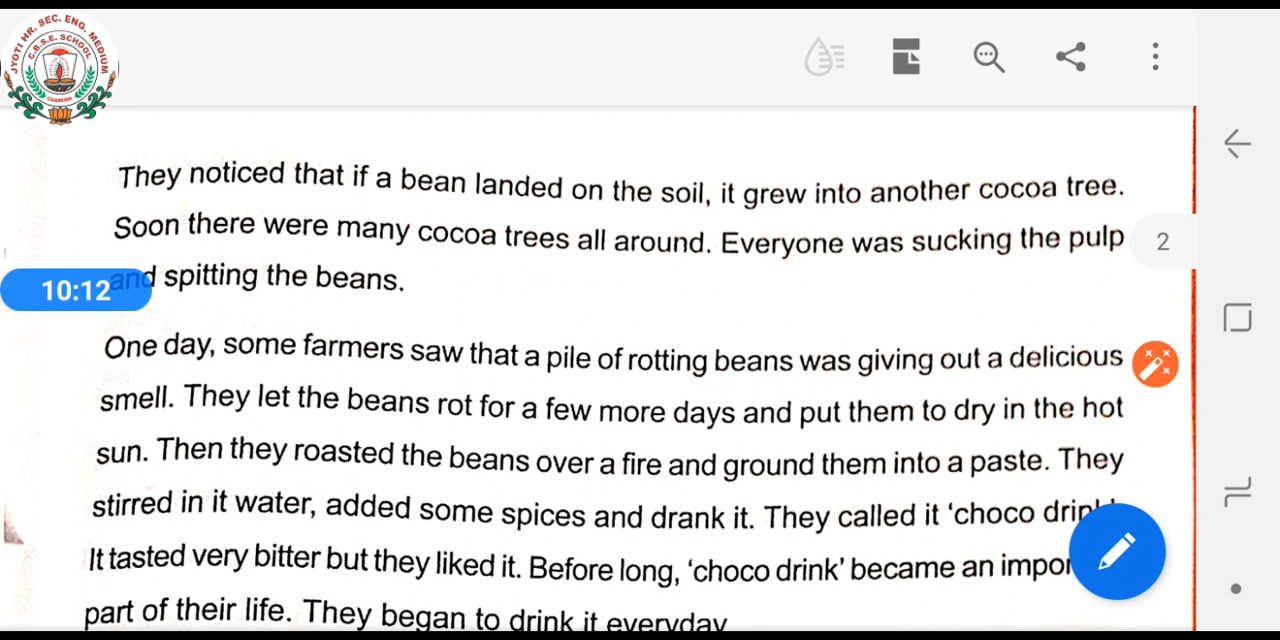 JYOTI HR. SEC. ENG. MEDIUM
C.B.S.E. SCHOOL
CHARODA
They noticed that if a bean landed on the soil, it grew into another cocoa tree.
Soon there were many cocoa trees all around. Everyone was sucking the pulp
2
and spitting the beans.
10:12
One day, some farmers saw that a pile of rotting beans was giving out a delicious
smell. They let the beans rot for a few more days and put them to dry in the hot
sun. Then they roasted the beans over a fire and ground them into a paste. They
stirred in it water, added some spices and drank it. They called it ‘choco drink’
It tasted very bitter but they liked it. Before long, ‘choco drink’ became an impor
part of their life. They began to drink it everyday